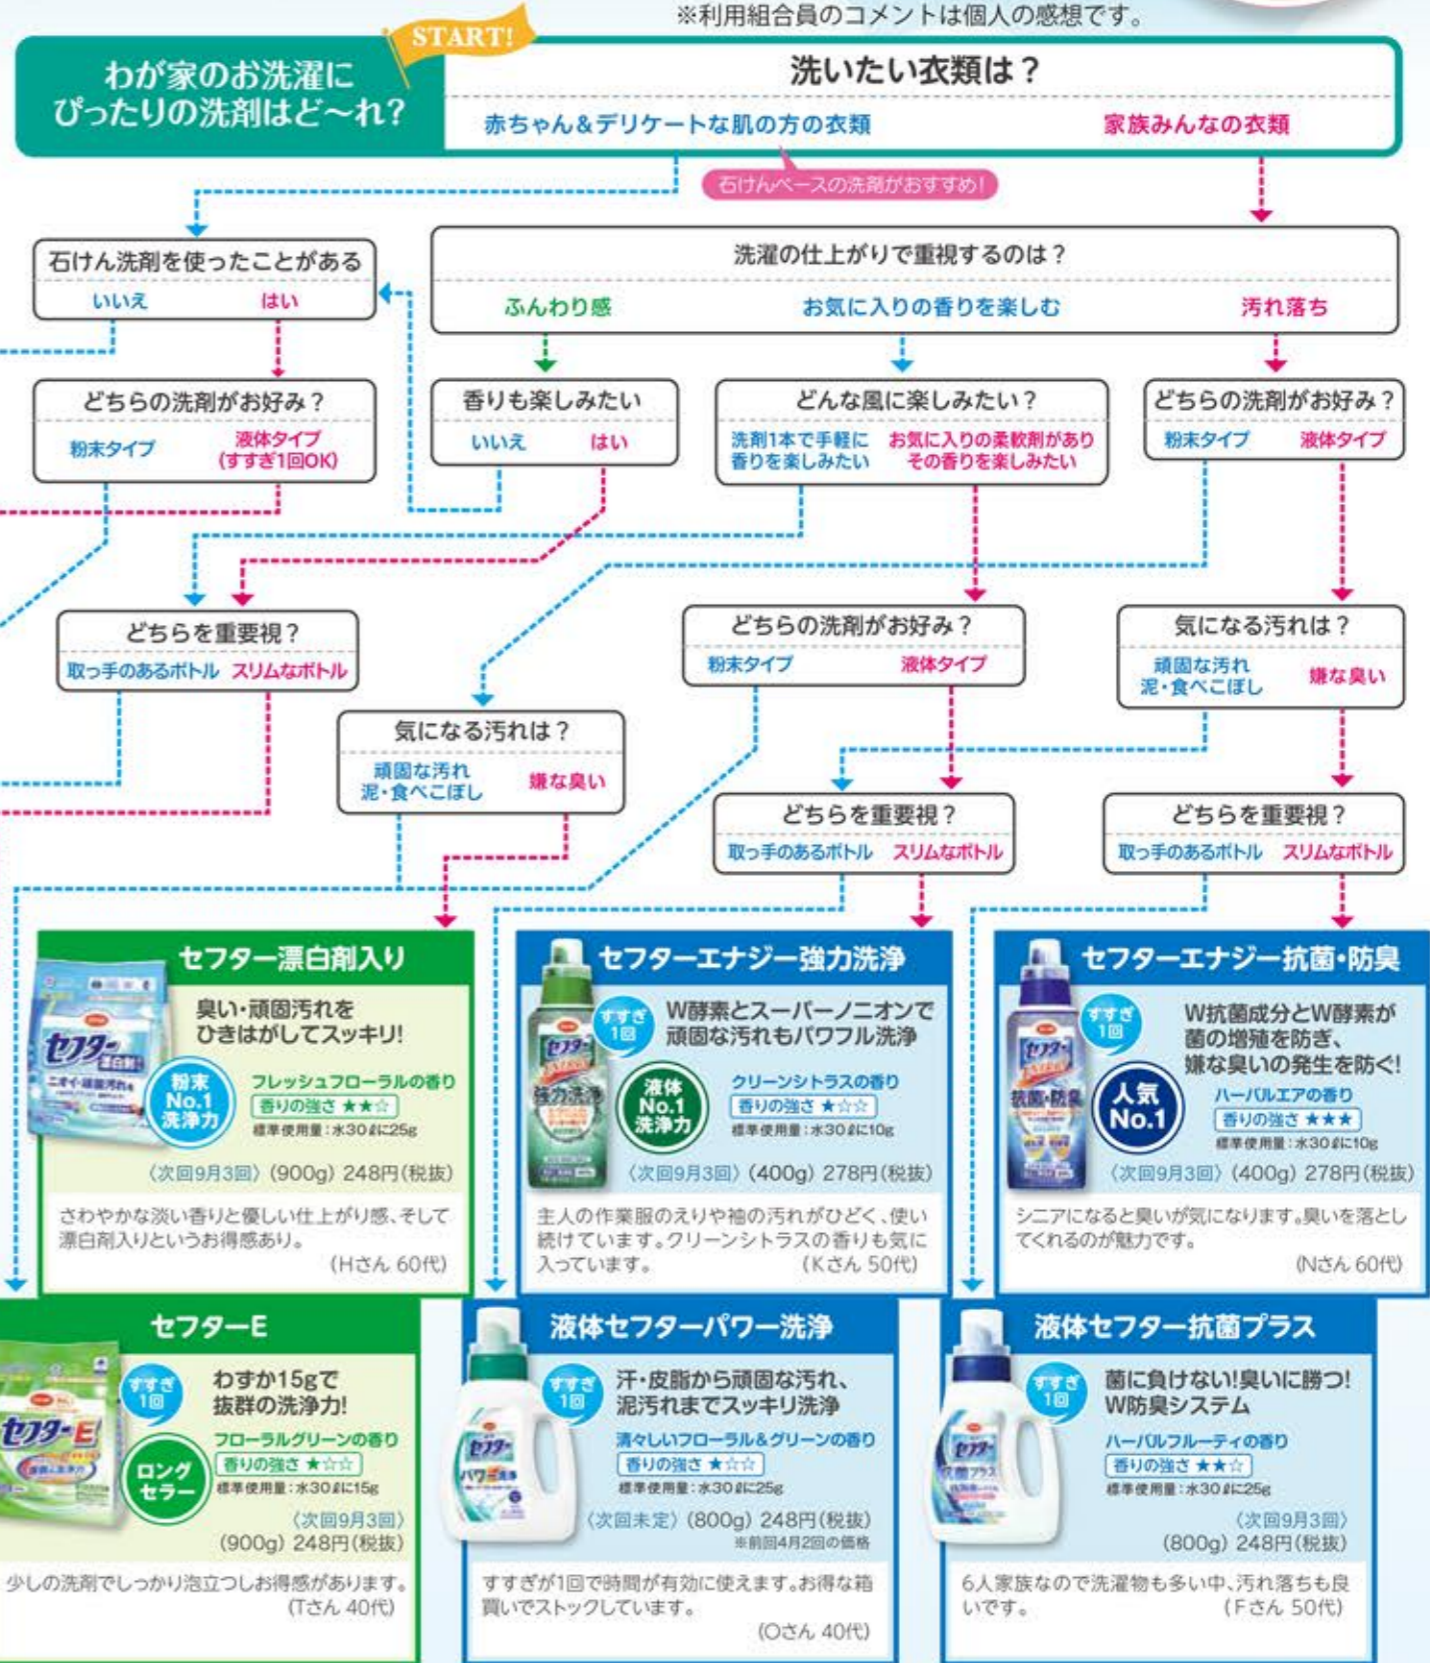 ※利用組合員のコメントは個人の感想です。
START!
わが家のお洗濯に
ぴったりの洗剤はど〜れ?
洗いたい衣類は?
赤ちゃん&デリケートな肌の方の衣類
家族みんなの衣類
石けんベースの洗剤がおすすめ!
石けん洗剤を使ったことがある
いいえ はい
洗濯の仕上がりで重視するのは?
ふんわり感 お気に入りの香りを楽しむ 汚れ落ち
どちらの洗剤がお好み?
粉末タイプ
液体タイプ
(すすぎ1回OK)
香りも楽しみたい
いいえ はい
どんな風に楽しみたい?
洗剤1本で手軽に
香りを楽しみたい
お気に入りの柔軟剤があり
その香りを楽しみたい
どちらの洗剤がお好み?
粉末タイプ 液体タイプ
どちらを重要視?
取っ手のあるボトル スリムなボトル
どちらの洗剤がお好み?
粉末タイプ 液体タイプ
気になる汚れは?
頑固な汚れ
泥・食べこぼし
嫌な臭い
気になる汚れは?
頑固な汚れ
泥・食べこぼし
嫌な臭い
どちらを重要視?
取っ手のあるボトル スリムなボトル
どちらを重要視?
取っ手のあるボトル スリムなボトル
セフター漂白剤入り
臭い・頑固汚れを
ひきはがしてスッキリ!
セフター
漂白剤
ニオイ・頑固汚れを
粉末
No.1
洗浄力
フレッシュフローラルの香り
香りの強さ ★★☆
標準使用量:水30ℓに25g
〈次回9月3回〉(900g) 248円(税抜)
さわやかな淡い香りと優しい仕上がり感、そして
漂白剤入りというお得感あり。
(Hさん 60代)
セフターエナジー強力洗浄
すすぎ
1回
W酵素とスーパーノニオンで
頑固な汚れもパワフル洗浄
セフター
ENERGY
強力洗浄
液体
No.1
洗浄力
クリーンシトラスの香り
香りの強さ ★☆☆
標準使用量:水30ℓに10g
〈次回9月3回〉(400g) 278円(税抜)
主人の作業服のえりや袖の汚れがひどく、使い
続けています。クリーンシトラスの香りも気に
入っています。 (Kさん 50代)
セフターエナジー抗菌・防臭
すすぎ
1回
W抗菌成分とW酵素が
菌の増殖を防ぎ、
嫌な臭いの発生を防ぐ!
セフター
ENERGY
抗菌・防臭
人気
No.1
ハーバルエアの香り
香りの強さ ★★★
標準使用量:水30ℓに10g
〈次回9月3回〉(400g) 278円(税抜)
シニアになると臭いが気になります。臭いを落とし
てくれるのが魅力です。
(Nさん 60代)
セフターE
すすぎ
1回
わずか15gで
抜群の洗浄力!
セフターE
ロング
セラー
フローラルグリーンの香り
香りの強さ ★☆☆
標準使用量:水30ℓに15g
〈次回9月3回〉
(900g) 248円(税抜)
少しの洗剤でしっかり泡立つしお得感があります。
(Tさん 40代)
液体セフターパワー洗浄
すすぎ
1回
汗・皮脂から頑固な汚れ、
泥汚れまでスッキリ洗浄
セフター
パワー洗浄
清々しいフローラル&グリーンの香り
香りの強さ ★☆☆
標準使用量:水30ℓに25g
〈次回未定〉(800g) 248円(税抜)
※前回4月2回の価格
すすぎが1回で時間が有効に使えます。お得な箱
買いでストックしています。
(Oさん 40代)
液体セフター抗菌プラス
すすぎ
1回
菌に負けない!臭いに勝つ!
W防臭システム
セフター
抗菌プラス
ハーバルフルーティの香り
香りの強さ ★★☆
標準使用量:水30ℓに25g
〈次回9月3回〉
(800g) 248円(税抜)
6人家族なので洗濯物も多い中、汚れ落ちも良
いです。 (Fさん 50代)